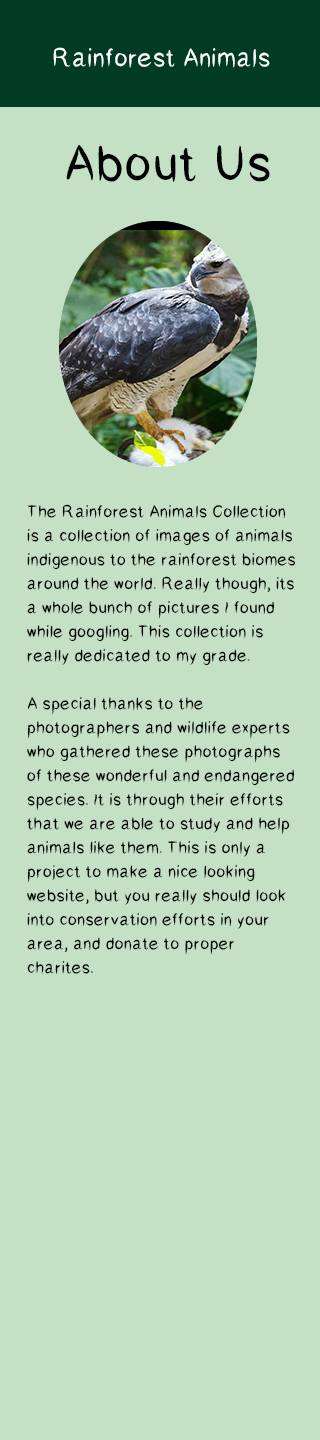 Rainforest Animals
About Us
The Rainforest Animals Collection
is a collection of images of animals
indigenous to the rainforest biomes
around the world. Really though, its
a whole bunch of pictures I found
while googling. This collection is
really dedicated to my grade.
A special thanks to the
photographers and wildlife experts
who gathered these photographs
of these wonderful and endangered
species. It is through their efforts
that we are able to study and help
animals like them. This is only a
project to make a nice looking
website, but you really should look
into conservation efforts in your
area, and donate to proper
charites.